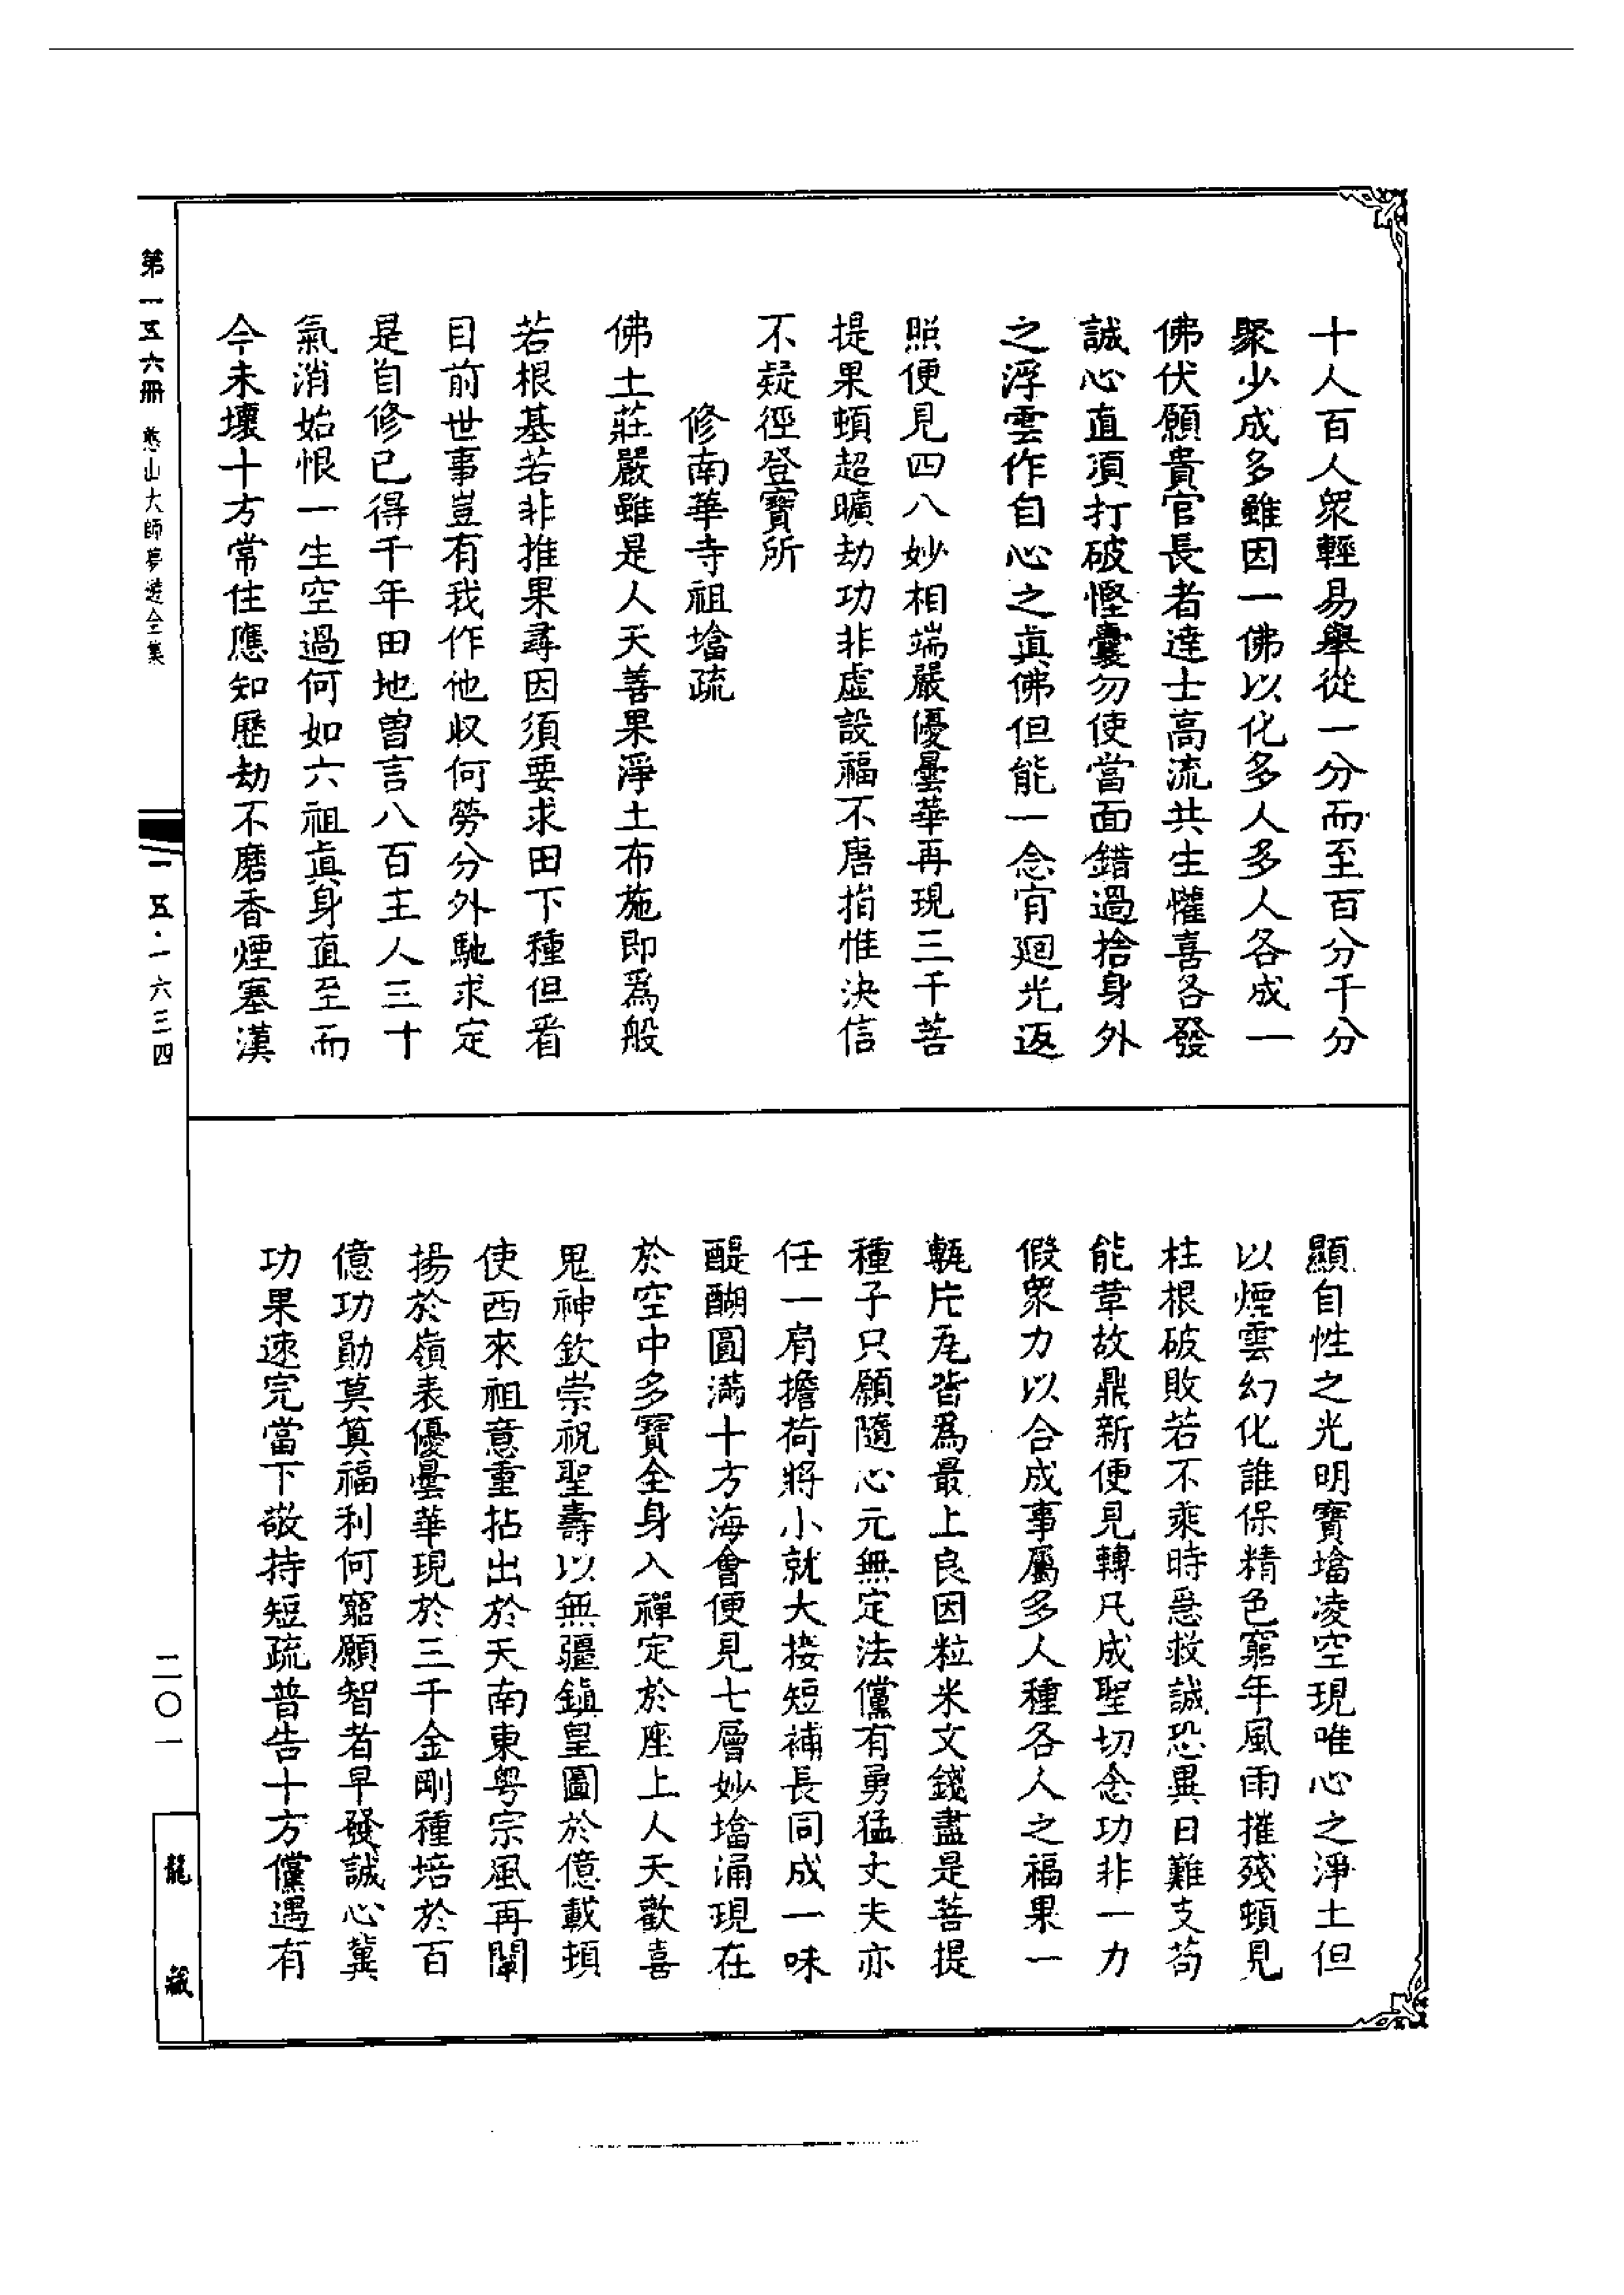 十人百人眾輕易舉從一分而至百分千分
聚少成多雖因一佛以化多人多人各成一
佛伏願貴官長者達士高流共生懽喜各發
誠心直須打破慳囊勿使當面錯過捨身外
之浮雲作自心之真佛但能一念肎廻光返
照便見四八妙相端嚴優曇華再現三千菩
提果頓超曠劫功非虛設福不唐捐惟決信
不疑徑登寶所
修南華寺祖墖疏
佛土莊嚴雖是人天善果淨土布施即為般
若根基若非推果尋因須要求田下種但看
目前世事豈有我作他收何勞分外馳求定
是自修已得千年田地曾言八百主人三十
氣消始恨一生空過何如六祖真身直至而
今未壞十方常住應知歷劫不磨香煙塞漢
顯自性之光明寶墖凌空現唯心之淨土但
以煙雲幻化誰保精色窮年風雨摧殘頓見
柱根破敗若不乘時急救誠恐異日難支苟
能革故鼎新便見轉凡成聖切念功非一力
假眾力以合成事屬多人種各人之福果一
甎片瓦皆為最上良因粒米文錢盡是菩提
種子只願隨心元無定法儻有勇猛丈夫亦
任一肩擔荷將小就大接短補長同成一味
醍醐圓滿十方海會便見七層妙墖涌現在
於空中多寶全身入禪定於座上人天歡喜
鬼神欽崇祝聖壽以無疆鎮皇圖於億載頓
使西來祖意重拈出於天南東粤宗風再闡
揚於嶺表優曇華現於三千金剛種培於百
億功勛莫筭福利何窮願智者早發誠心冀
功果速完當下敬持短疏普告十方儻遇有
第一五六冊 憨山大師夢遊全集
一五·一六三四
二〇一
龍藏